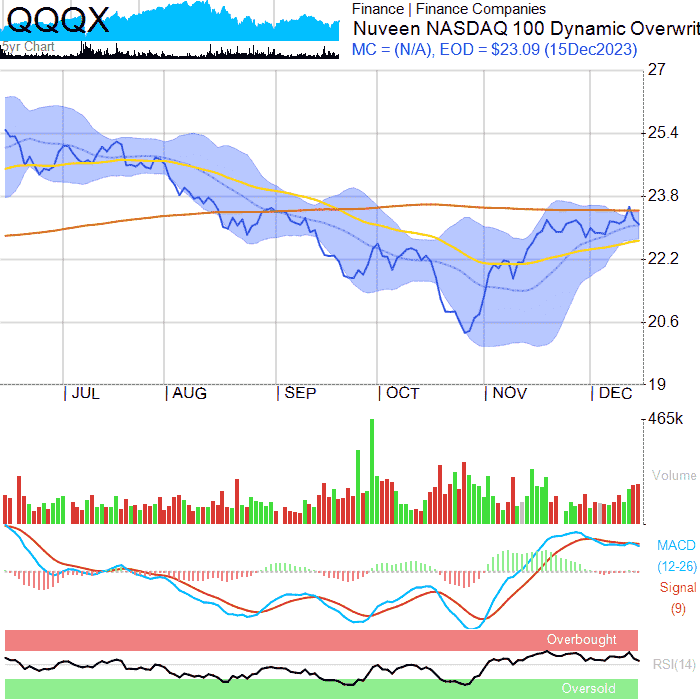 QQQX
5yr Chart
Finance | Finance Companies
Nuveen NASDAQ 100 Dynamic Overwrit
MC = (N/A), EOD = $23.09 (15Dec2023)
27
25.4
23.8
22.2
20.6
19
JUL AUG SEP OCT NOV DEC
465k
Volume
MACD
(12-26)
Signal
(9)
Overbought
RSI(14)
Oversold